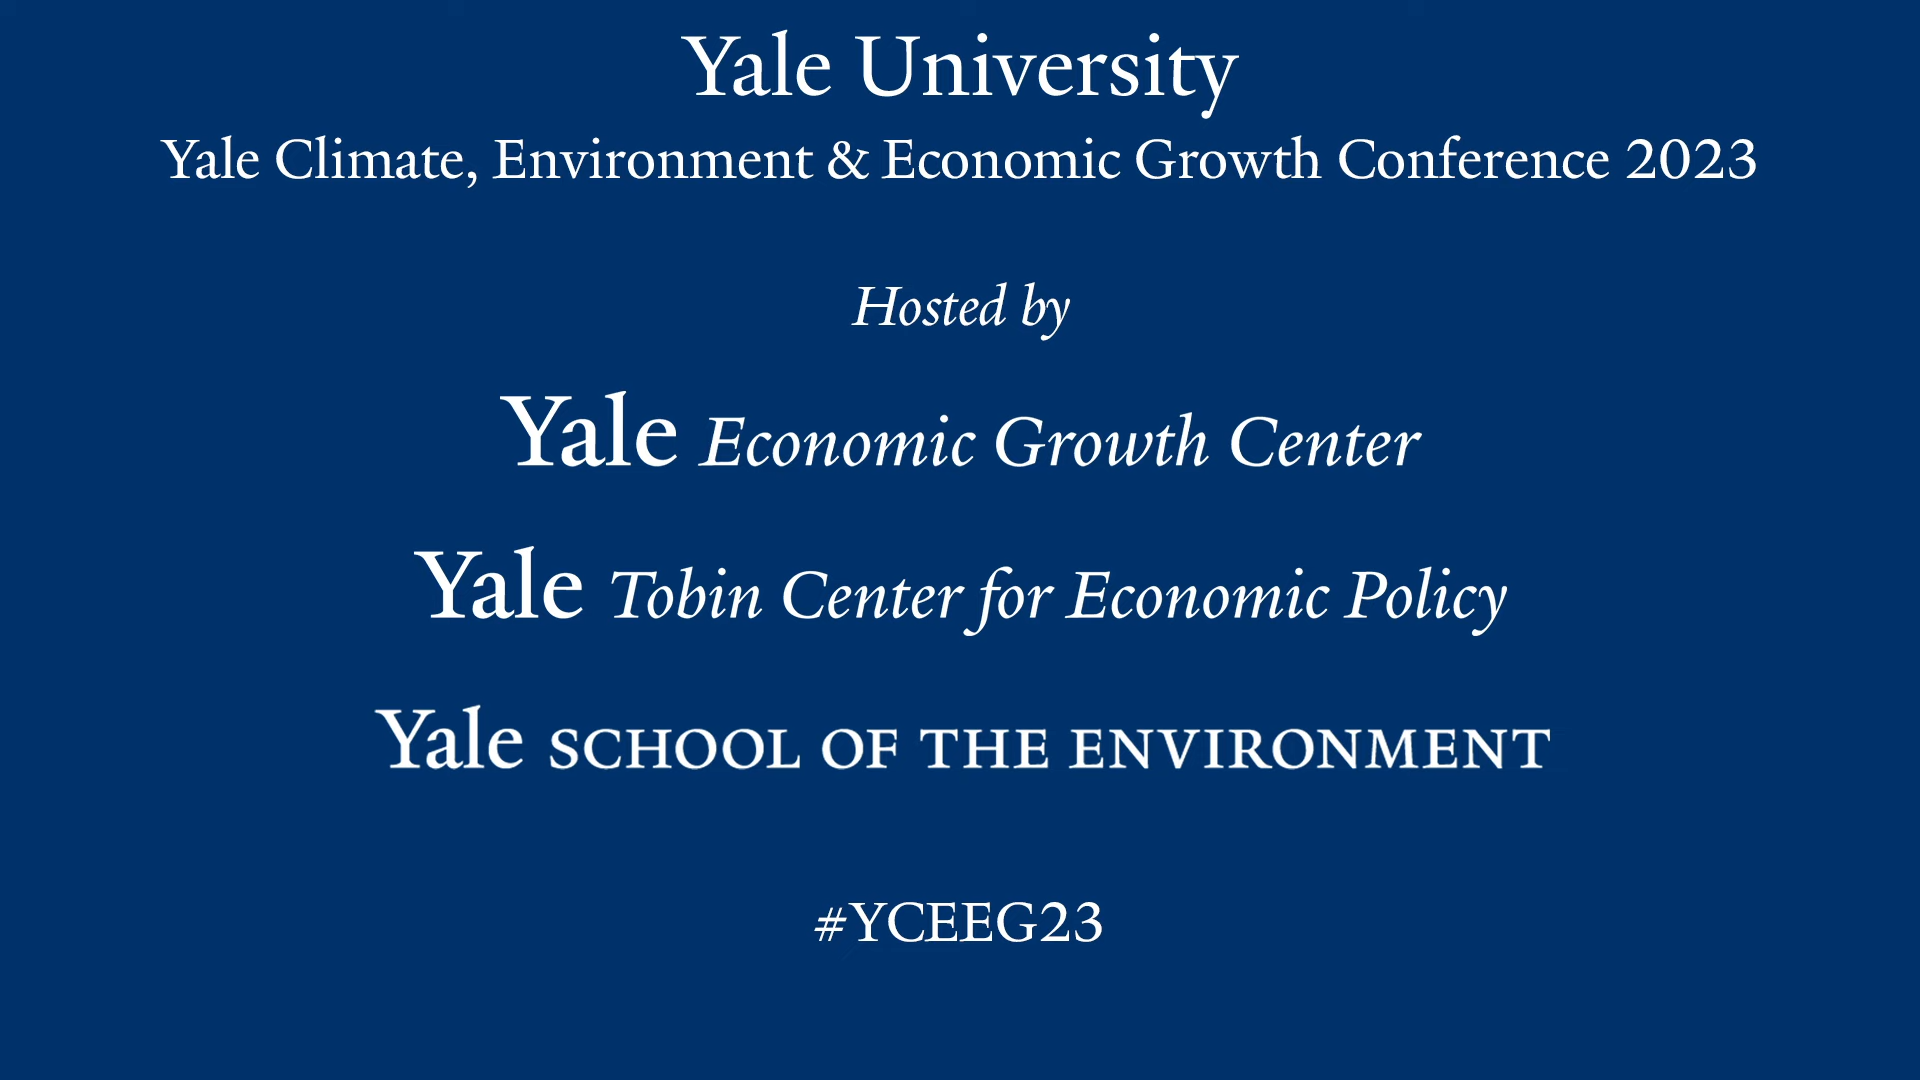 Yale University
Yale Climate, Environment & Economic Growth Conference 2023
Hosted by
Yale Economic Growth Center
Yale Tobin Center for Economic Policy
Yale SCHOOL OF THE ENVIRONMENT
#YCEEG23